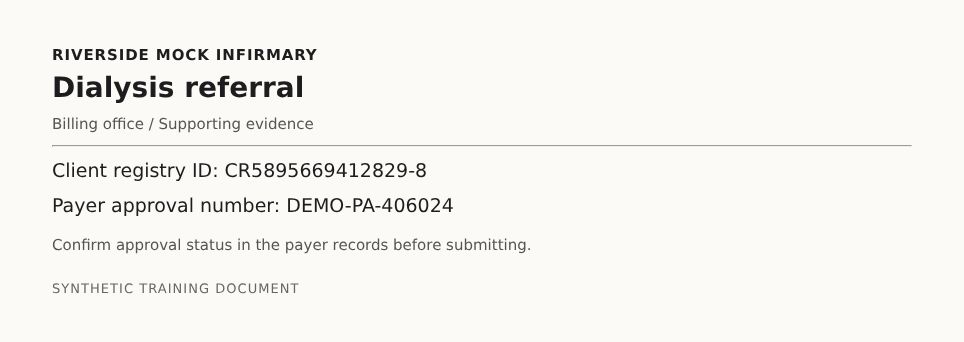 RIVERSIDE MOCK INFIRMARY
Dialysis referral
Billing office / Supporting evidence
Client registry ID: CR5895669412829-8
Payer approval number: DEMO-PA-406024
Confirm approval status in the payer records before submitting.
SYNTHETIC TRAINING DOCUMENT